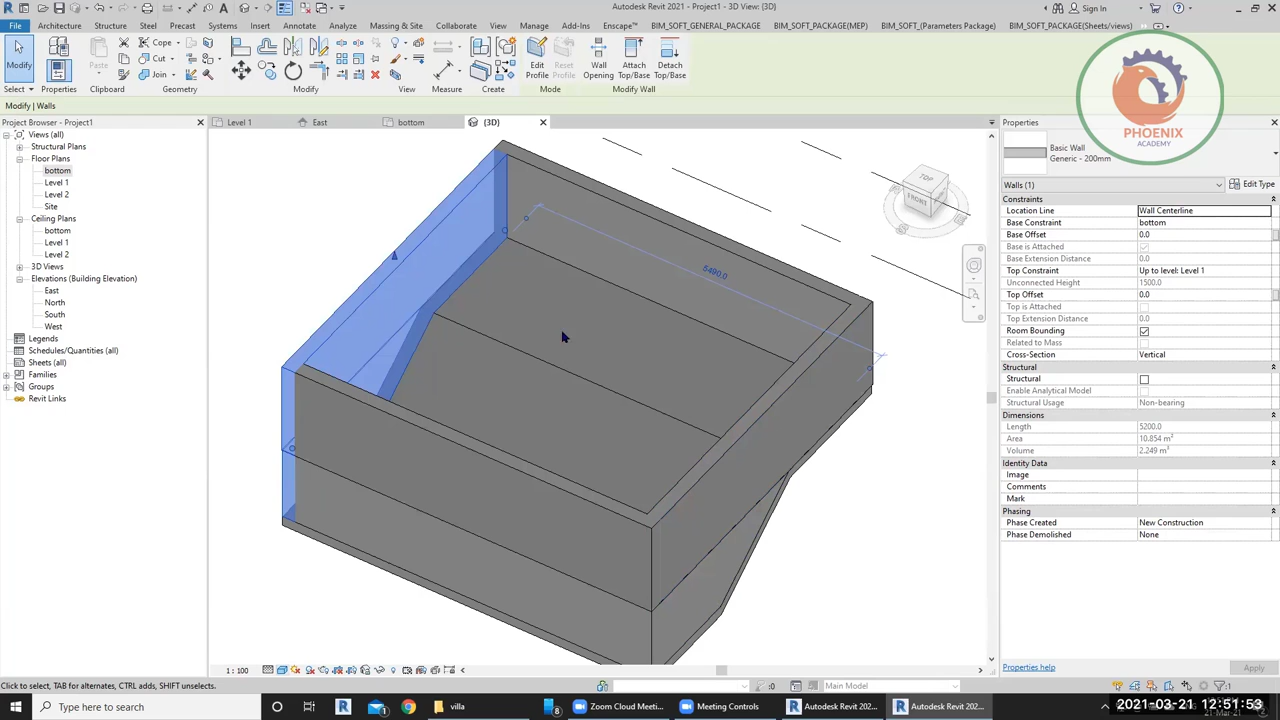 Autodesk Revit 2021 - Project1 - 3D View: {3D}
Sign In
File Architecture Structure Steel Precast Systems Insert Annotate Analyze Massing & Site Collaborate View Manage Add-Ins Enscape™ BIM_SOFT_GENERAL_PACKAGE BIM_SOFT_PACKAGE(MEP) BIM_SOFT_(Parameters Package) BIM_SOFT_PACKAGE(Sheets/views)
Modify
Paste
Cope
Cut
Join
Edit Profile
Reset Profile
Wall Opening
Attach Top/Base
Detach Top/Base
Select Properties Clipboard Geometry Modify View Measure Create Mode Modify Wall
Modify | Walls
PHOENIX
ACADEMY
Project Browser - Project1
Level 1
East
bottom
{3D}
Properties
Views (all)
Structural Plans
Floor Plans
bottom
Level 1
Level 2
Site
Ceiling Plans
bottom
Level 1
Level 2
3D Views
Elevations (Building Elevation)
East
North
South
West
Legends
Schedules/Quantities (all)
Sheets (all)
Families
Groups
Revit Links
5490.0
TOP
FRONT
Basic Wall
Generic - 200mm
Walls (1)
Edit Type
Constraints
Location Line Wall Centerline
Base Constraint bottom
Base Offset 0.0
Base is Attached
Base Extension Distance 0.0
Top Constraint Up to level: Level 1
Unconnected Height 1500.0
Top Offset 0.0
Top is Attached
Top Extension Distance 0.0
Room Bounding
Related to Mass
Cross-Section Vertical
Structural
Structural
Enable Analytical Model
Structural Usage Non-bearing
Dimensions
Length 5200.0
Area 10.854 m²
Volume 2.249 m³
Identity Data
Image
Comments
Mark
Phasing
Phase Created New Construction
Phase Demolished None
Properties help
Apply
1 : 100
Click to select, TAB for alternates, CTRL adds, SHIFT unselects.
:0
Main Model
:1
Type here to search
villa
Zoom Cloud Meeti...
Meeting Controls
Autodesk Revit 202...
Autodesk Revit 202...
2021-03-21 12:51:53